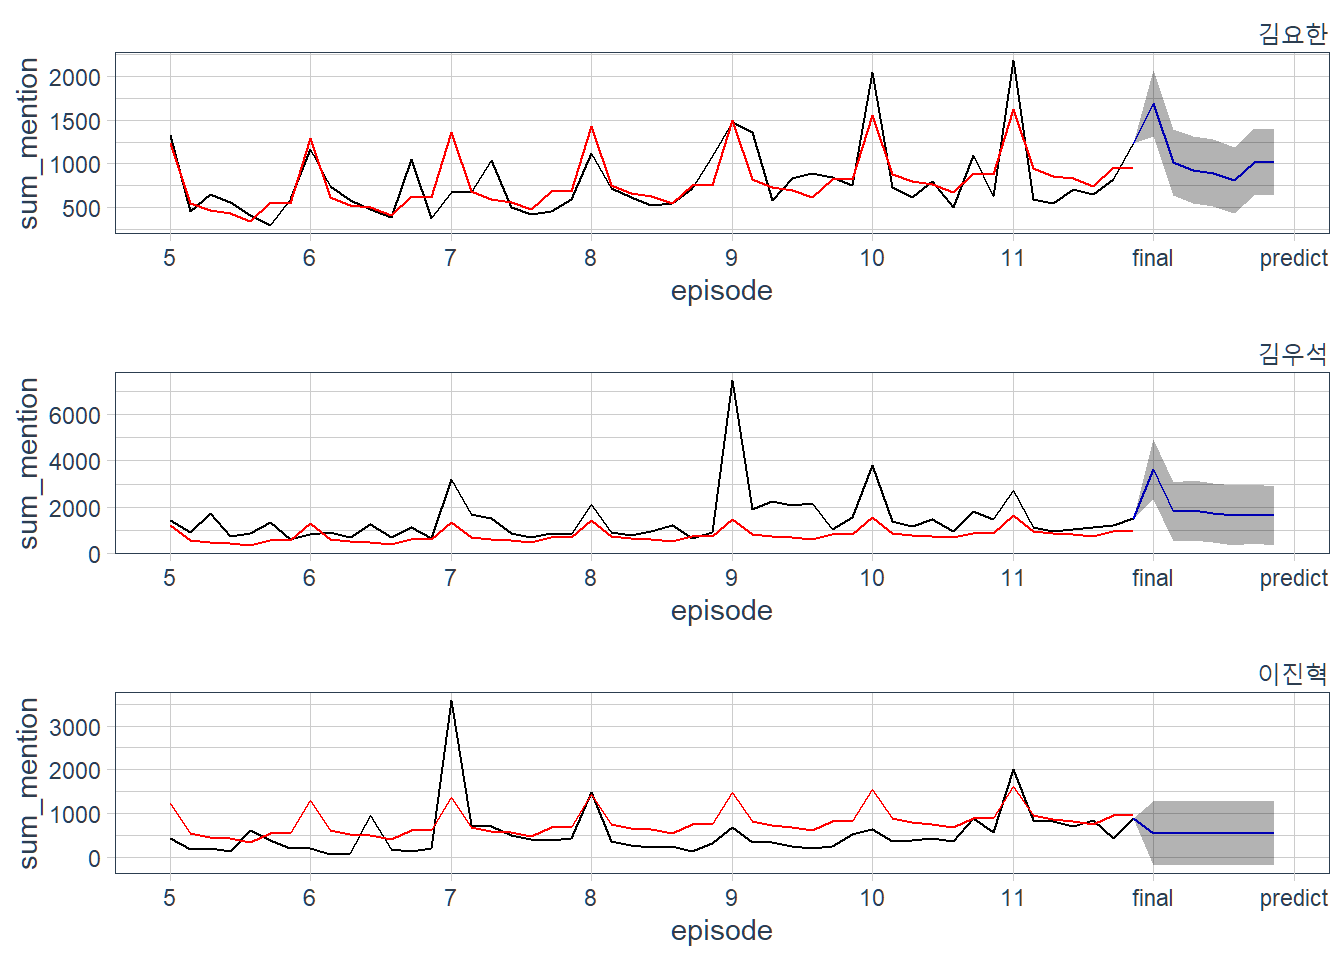 김요한
sum_mention
2000
1500
1000
500
5 6 7 8 9 10 11 final predict
episode
김우석
sum_mention
6000
4000
2000
0
5 6 7 8 9 10 11 final predict
episode
이진혁
sum_mention
3000
2000
1000
0
5 6 7 8 9 10 11 final predict
episode